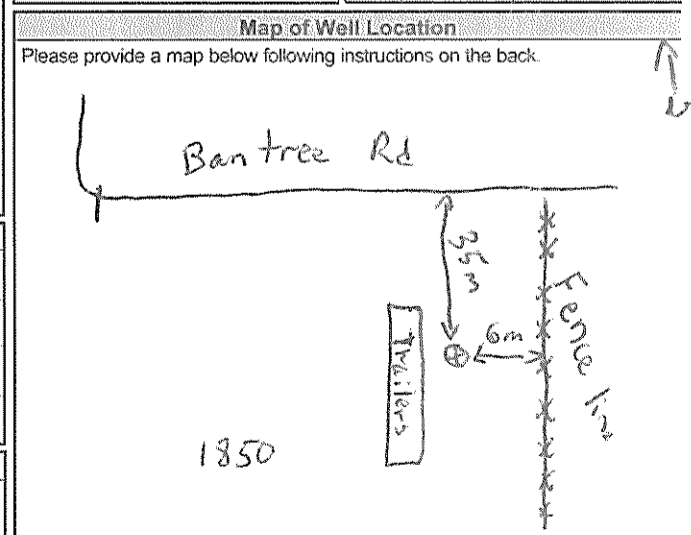 Map of Well Location
Please provide a map below following instructions on the back.
N
Bantree Rd
35m
6m
Fence line
Trailers
1850